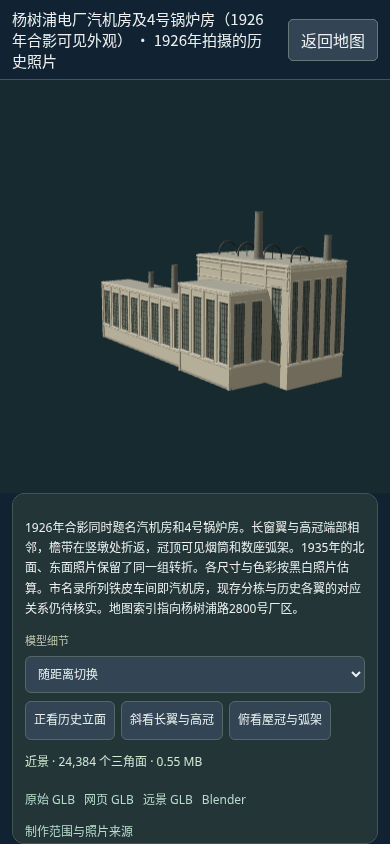 杨树浦电厂汽机房及4号锅炉房（1926
年合影可见外观） · 1926年拍摄的历
史照片
返回地图
1926年合影同时题名汽机房和4号锅炉房。长窗翼与高冠端部相
邻，檐带在竖墩处折返，冠顶可见烟筒和数座弧架。1935年的北
面、东面照片保留了同一组转折。各尺寸与色彩按黑白照片估
算。市名录所列铁皮车间即汽机房，现存分栋与历史各翼的对应
关系仍待核实。地图索引指向杨树浦路2800号厂区。
模型细节
随距离切换
正看历史立面
斜看长翼与高冠
俯看屋冠与弧架
近景 · 24,384 个三角面 · 0.55 MB
原始 GLB 网页 GLB 远景 GLB Blender
制作范围与照片来源